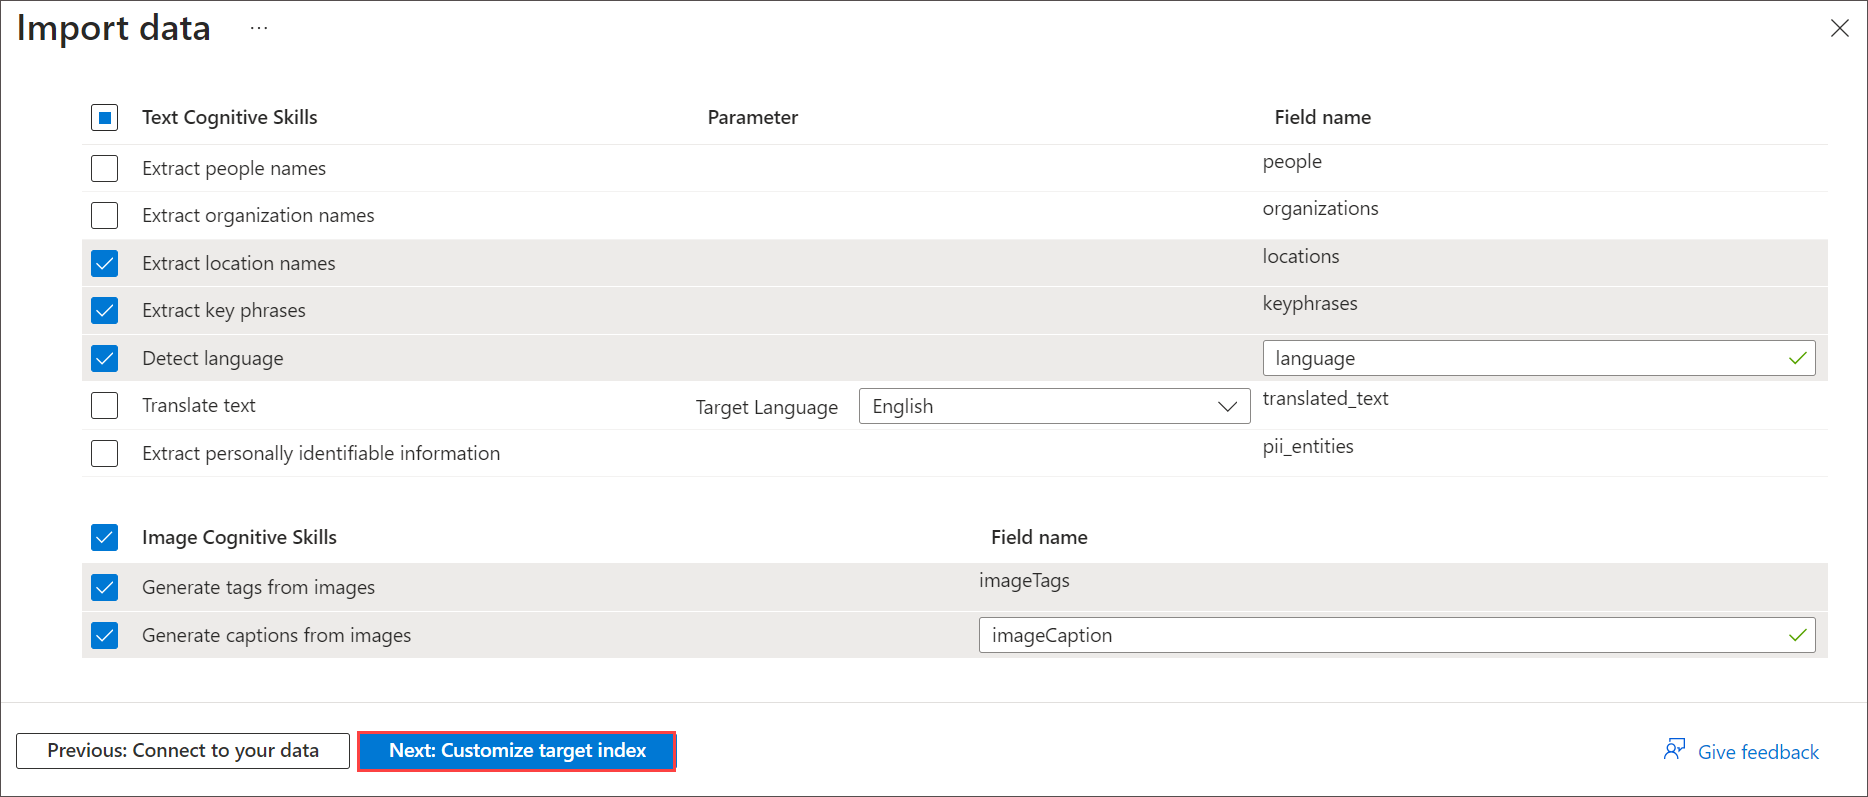 Import data ...
Text Cognitive Skills Parameter Field name
Extract people names people
Extract organization names organizations
Extract location names locations
Extract key phrases keyphrases
Detect language language
Translate text Target Language English translated_text
Extract personally identifiable information pii_entities
Image Cognitive Skills Field name
Generate tags from images imageTags
Generate captions from images imageCaption
Previous: Connect to your data Next: Customize target index Give feedback